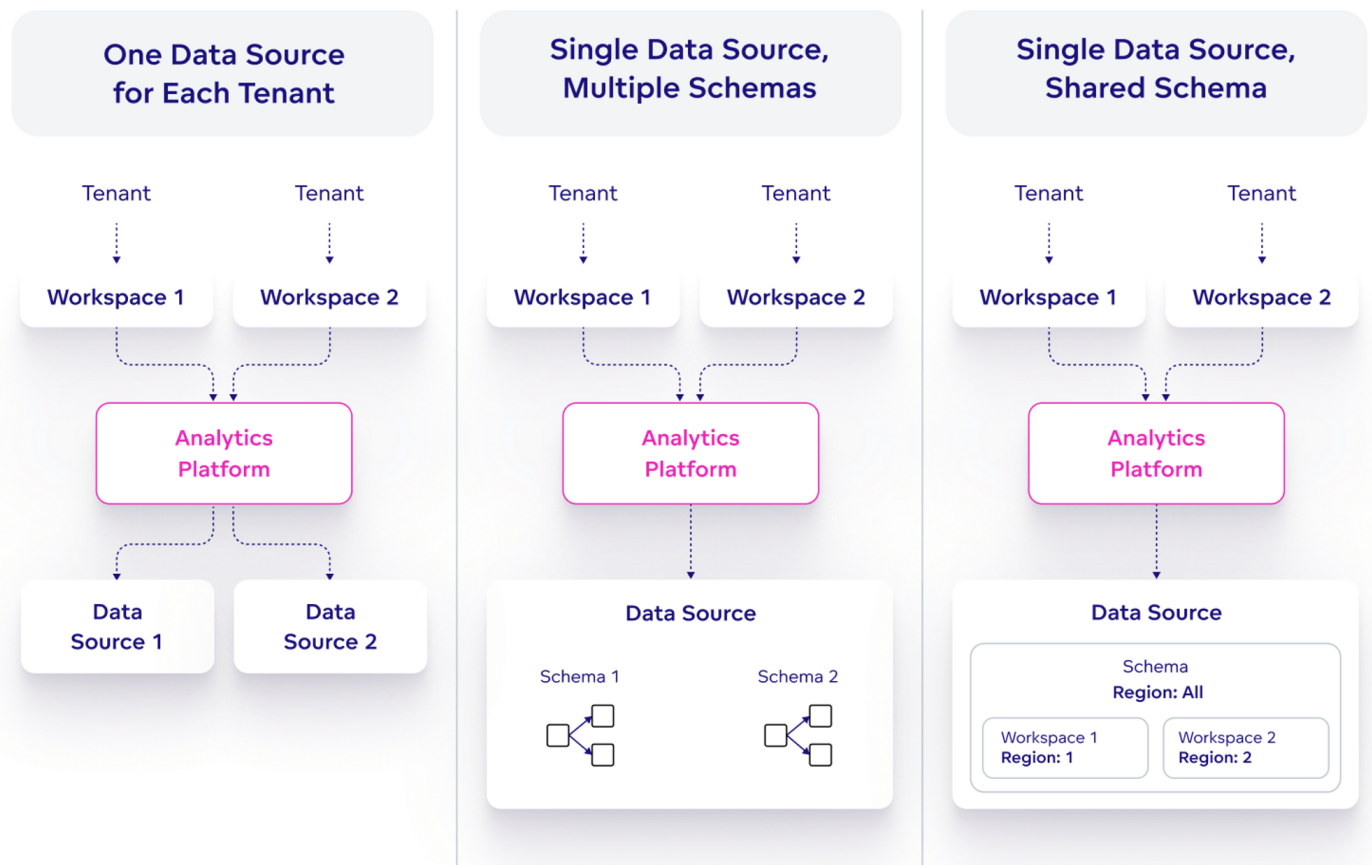 One Data Source
for Each Tenant
Tenant
Tenant
Workspace 1
Workspace 2
Analytics
Platform
Data
Source 1
Data
Source 2
Single Data Source,
Multiple Schemas
Tenant
Tenant
Workspace 1
Workspace 2
Analytics
Platform
Data Source
Schema 1
Schema 2
Single Data Source,
Shared Schema
Tenant
Tenant
Workspace 1
Workspace 2
Analytics
Platform
Data Source
Schema
Region: All
Workspace 1
Region: 1
Workspace 2
Region: 2